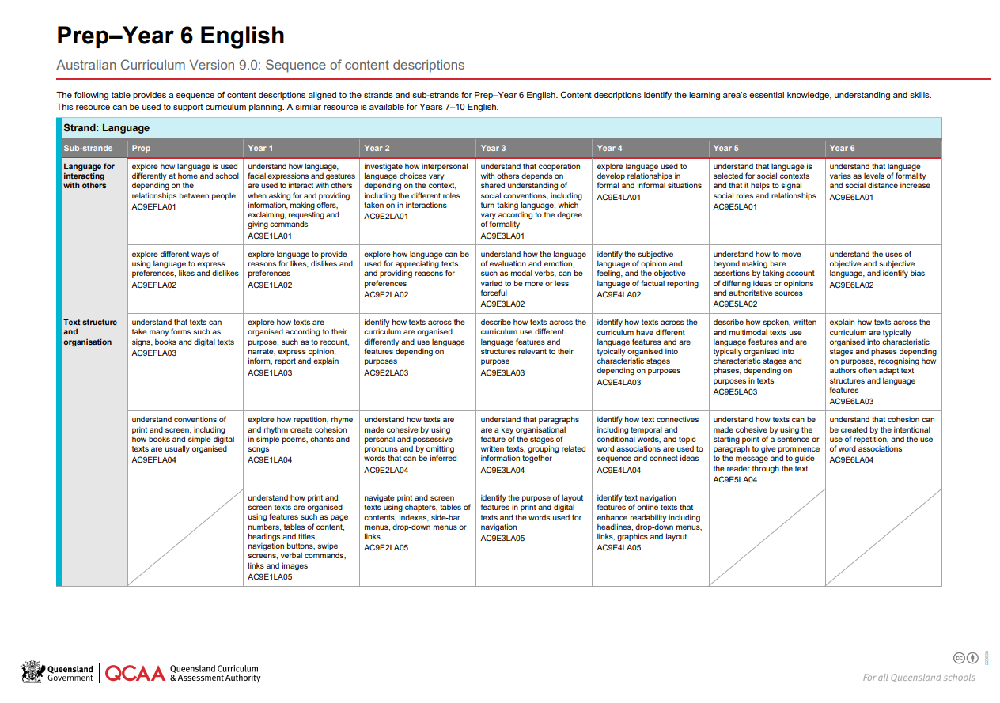 Prep–Year 6 English
Australian Curriculum Version 9.0: Sequence of content descriptions
The following table provides a sequence of content descriptions aligned to the strands and sub-strands for Prep–Year 6 English. Content descriptions identify the learning area's essential knowledge, understanding and skills.
This resource can be used to support curriculum planning. A similar resource is available for Years 7–10 English.
Strand: Language
Sub-strands Prep Year 1 Year 2 Year 3 Year 4 Year 5 Year 6
Language for
interacting
with others
explore how language is used
differently at home and school
depending on the
relationships between people
AC9EFLA01
understand how language,
facial expressions and gestures
are used to interact with others
when asking for and providing
information, making offers,
exclaiming, requesting and
giving commands
AC9E1LA01
investigate how interpersonal
language choices vary
depending on the context,
including the different roles
taken on in interactions
AC9E2LA01
understand that cooperation
with others depends on
shared understanding of
social conventions, including
turn-taking language, which
vary according to the degree
of formality
AC9E3LA01
explore language used to
develop relationships in
formal and informal situations
AC9E4LA01
understand that language is
selected for social contexts
and that it helps to signal
social roles and relationships
AC9E5LA01
understand that language
varies as levels of formality
and social distance increase
AC9E6LA01
explore different ways of
using language to express
preferences, likes and dislikes
AC9EFLA02
explore language to provide
reasons for likes, dislikes and
preferences
AC9E1LA02
explore how language can be
used for appreciating texts
and providing reasons for
preferences
AC9E2LA02
understand how the language
of evaluation and emotion,
such as modal verbs, can be
varied to be more or less
forceful
AC9E3LA02
identify the subjective
language of opinion and
feeling, and the objective
language of factual reporting
AC9E4LA02
understand how to move
beyond making bare
assertions by taking account
of differing ideas or opinions
and authoritative sources
AC9E5LA02
understand the uses of
objective and subjective
language, and identify bias
AC9E6LA02
Text structure
and
organisation
understand that texts can
take many forms such as
signs, books and digital texts
AC9EFLA03
explore how texts are
organised according to their
purpose, such as to recount,
narrate, express opinion,
inform, report and explain
AC9E1LA03
identify how texts across the
curriculum are organised
differently and use language
features depending on
purposes
AC9E2LA03
describe how texts across the
curriculum use different
language features and
structures relevant to their
purpose
AC9E3LA03
identify how texts across the
curriculum have different
language features and are
typically organised into
characteristic stages
depending on purposes
AC9E4LA03
describe how spoken, written
and multimodal texts use
language features and are
typically organised into
characteristic stages and
phases, depending on
purposes in texts
AC9E5LA03
explain how texts across the
curriculum are typically
organised into characteristic
stages and phases depending
on purposes, recognising how
authors often adapt text
structures and language
features
AC9E6LA03
understand conventions of
print and screen, including
how books and simple digital
texts are usually organised
AC9EFLA04
explore how repetition, rhyme
and rhythm create cohesion
in simple poems, chants and
songs
AC9E1LA04
understand how texts are
made cohesive by using
personal and possessive
pronouns and by omitting
words that can be inferred
AC9E2LA04
understand that paragraphs
are a key organisational
feature of the stages of
written texts, grouping related
information together
AC9E3LA04
identify how text connectives
including temporal and
conditional words, and topic
word associations are used to
sequence and connect ideas
AC9E4LA04
understand how texts can be
made cohesive by using the
starting point of a sentence or
paragraph to give prominence
to the message and to guide
the reader through the text
AC9E5LA04
understand that cohesion can
be created by the intentional
use of repetition, and the use
of word associations
AC9E6LA04
understand how print and
screen texts are organised
using features such as page
numbers, tables of content,
headings and titles,
navigation buttons, swipe
screens, verbal commands,
links and images
AC9E1LA05
navigate print and screen
texts using chapters, tables of
contents, indexes, side-bar
menus, drop-down menus or
links
AC9E2LA05
identify the purpose of layout
features in print and digital
texts and the words used for
navigation
AC9E3LA05
identify text navigation
features of online texts that
enhance readability including
headlines, drop-down menus,
links, graphics and layout
AC9E4LA05
Queensland
Government
QCAA
Queensland Curriculum
& Assessment Authority
cc
For all Queensland schools